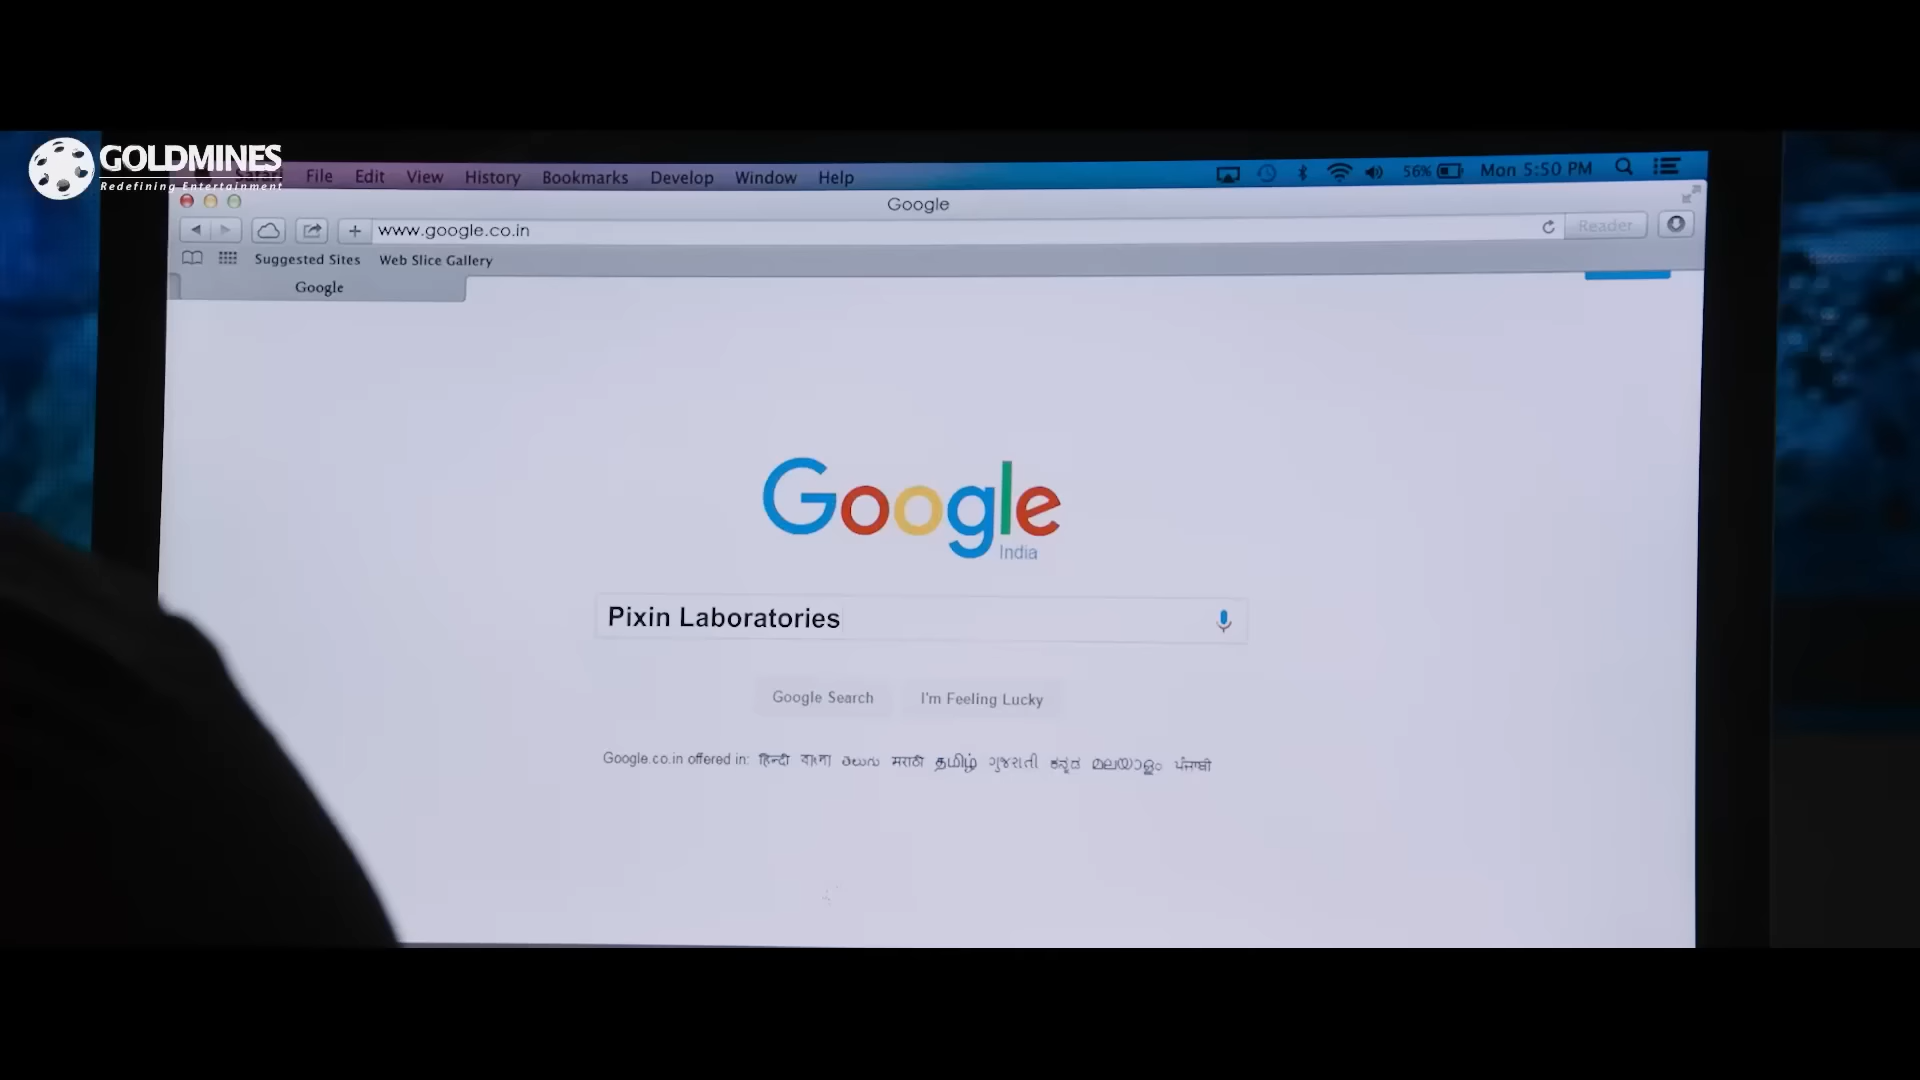 GOLDMINES
Redefining Entertainment
Safari File Edit View History Bookmarks Develop Window Help 56% Mon 5:50 PM
Google
www.google.co.in Reader
Suggested Sites Web Slice Gallery
Google
Google
India
Pixin Laboratories
Google Search I'm Feeling Lucky
Google.co.in offered in: हिन्दी বাংলা తెలుగు मराठी தமிழ் ગુજરાતી ಕನ್ನಡ മലയാളം ਪੰਜਾਬੀ